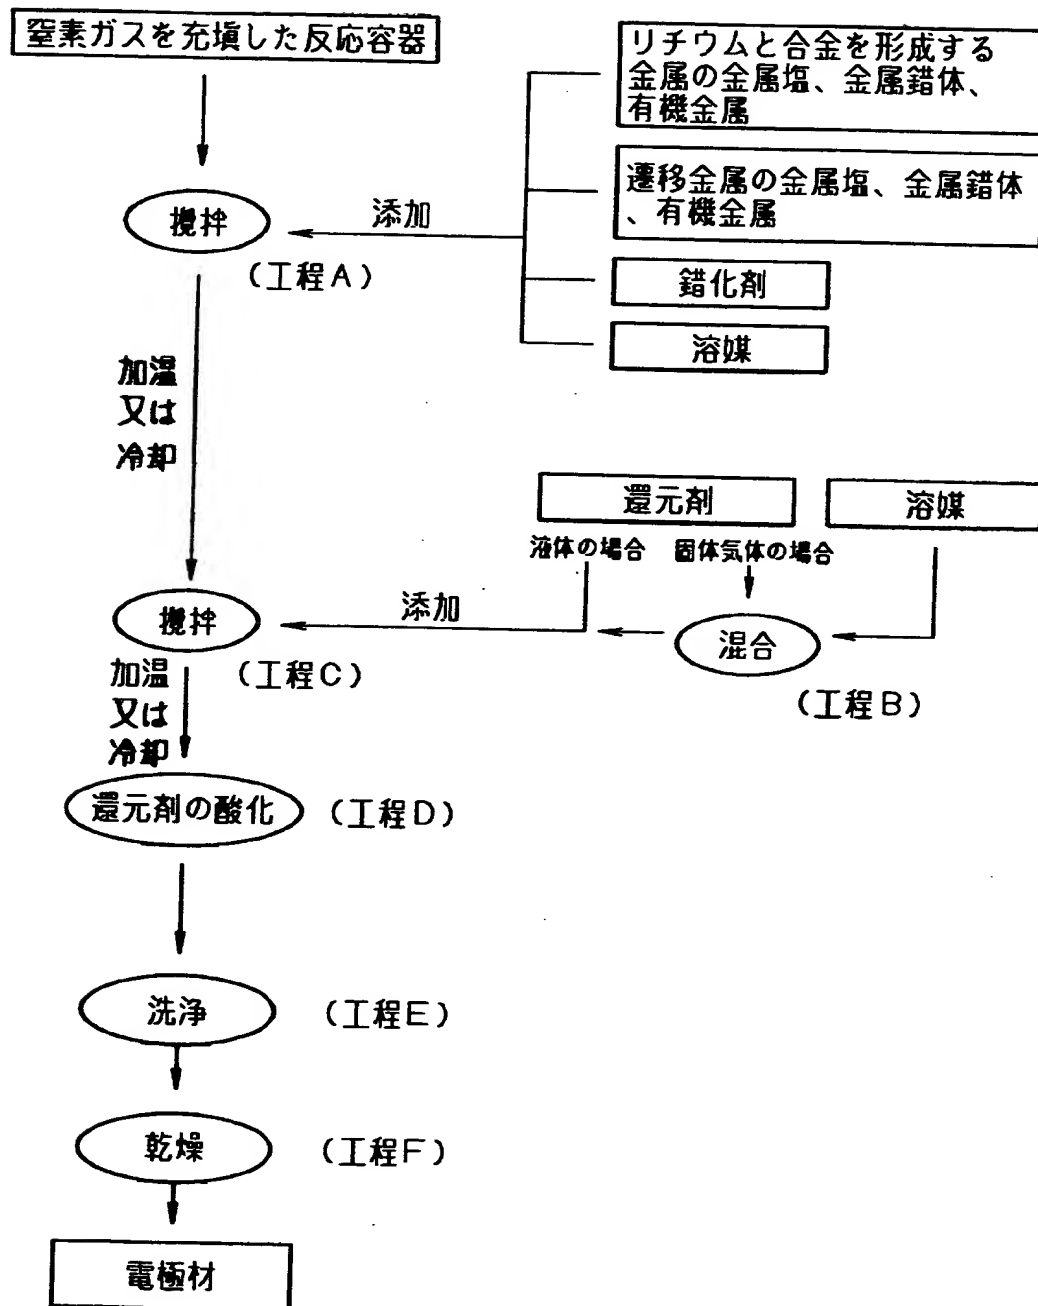 窒素ガスを充填した反応容器
リチウムと合金を形成する
金属の金属塩、金属錯体、
有機金属
遷移金属の金属塩、金属錯体
、有機金属
錯化剤
溶媒
攪拌
添加
(工程A)
加温
又は
冷却
還元剤
溶媒
液体の場合
固体気体の場合
攪拌
添加
混合
(工程C)
(工程B)
加温
又は
冷却
還元剤の酸化
(工程D)
洗浄
(工程E)
乾燥
(工程F)
電極材